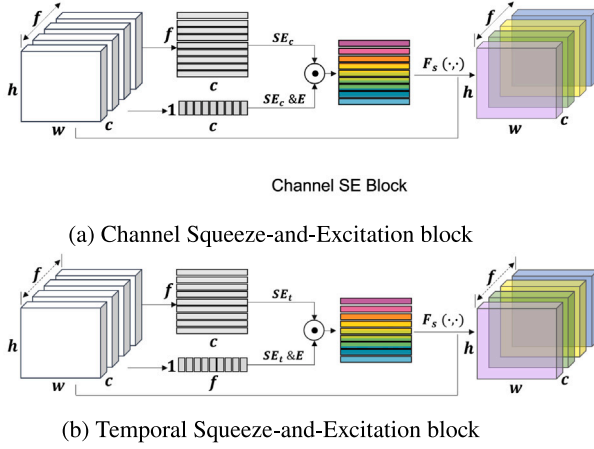 f
f
SE_c
f
F_s (·,·)
h
c
h
c
w
c
1
SE_c &E
w
c
Channel SE Block
(a) Channel Squeeze-and-Excitation block
f
f
SE_t
f
F_s (·,·)
h
c
h
w
c
1
SE_t &E
w
c
f
(b) Temporal Squeeze-and-Excitation block